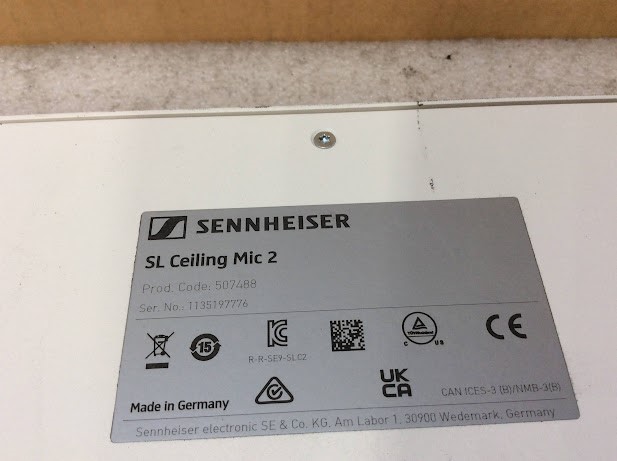 SENNHEISER
SL Ceiling Mic 2
Prod. Code: 507488
Ser. No.: 1135197776
15
R-R-SE9-SLC2
C US
CE
UK
CA
CAN ICES-3 (B)/NMB-3(B)
Made in Germany
Sennheiser electronic SE & Co. KG, Am Labor 1, 30900 Wedemark, Germany